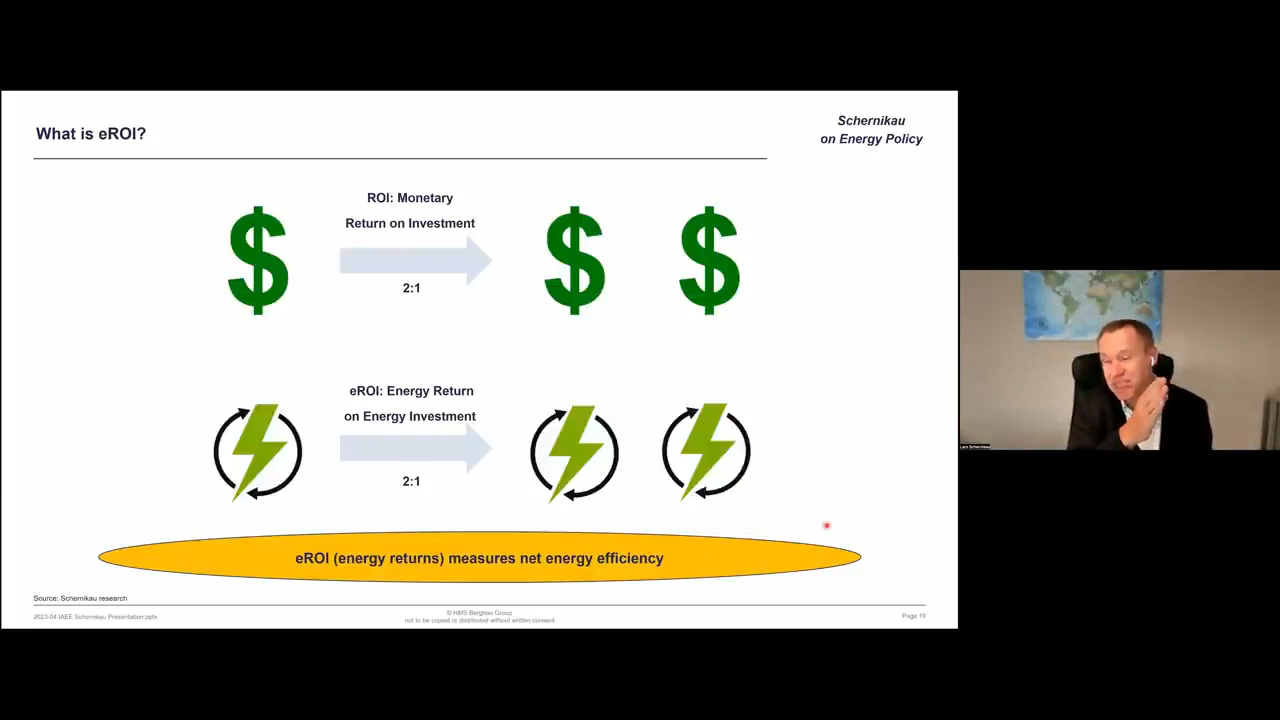 What is eROI?
Schernikau
on Energy Policy
ROI: Monetary
Return on Investment
$
$
$
2:1
eROI: Energy Return
on Energy Investment
2:1
eROI (energy returns) measures net energy efficiency
Source: Schernikau research
2023-04 IAEE Schernikau Presentation.pptx
© HMS Bergbau Group
not to be copied or distributed without written consent
Page 19
Lars Schernikau